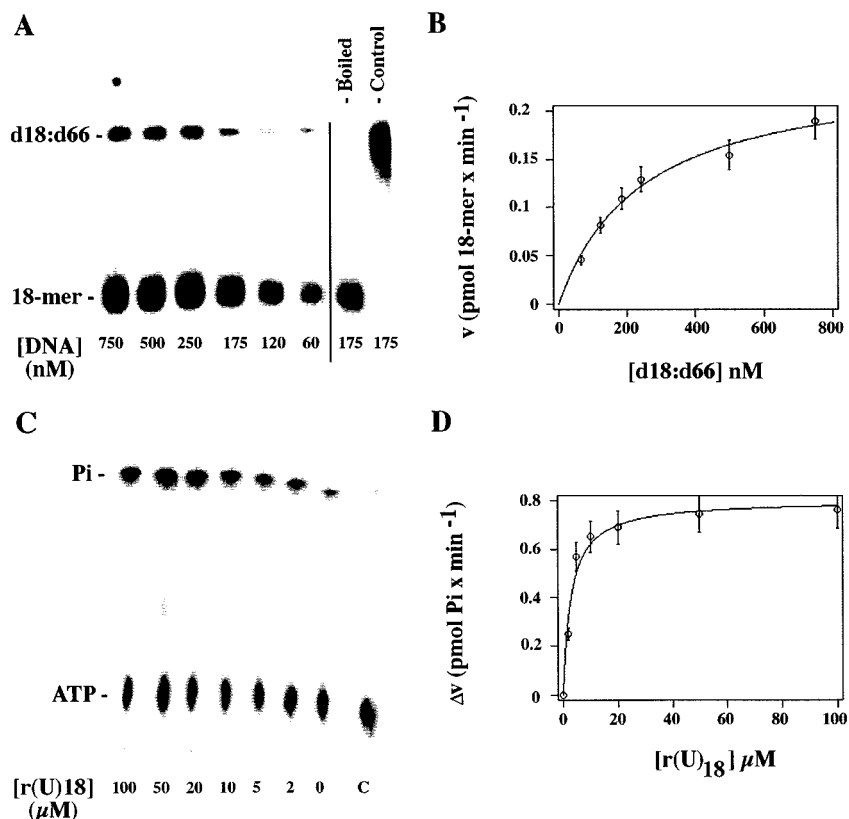 A
- Boiled
- Control
d18:d66 -
18-mer -
[DNA] 750 500 250 175 120 60 175 175
(nM)
B
v (pmol 18-mer x min -1)
0.2
0.15
0.1
0.05
0
0 200 400 600 800
[d18:d66] nM
C
Pi -
ATP -
[r(U)18] 100 50 20 10 5 2 0 C
(µM)
D
Δv (pmol Pi x min -1)
0.8
0.6
0.4
0.2
0
0 20 40 60 80 100
[r(U)18] µM